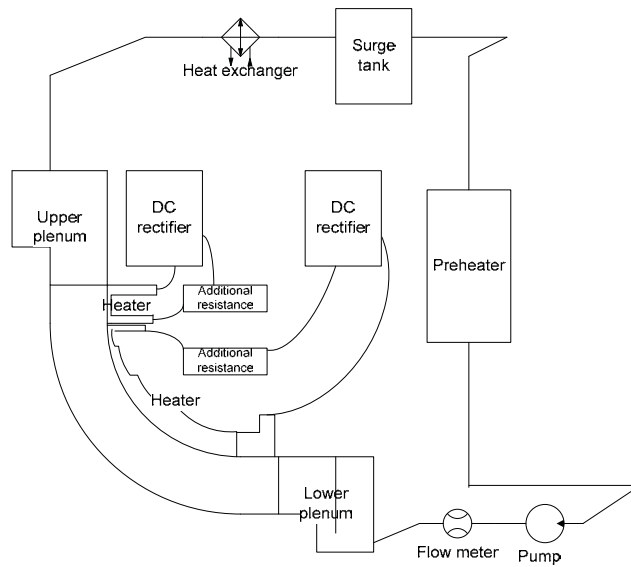 Heat exchanger
Surge
tank
Upper
plenum
DC
rectifier
DC
rectifier
Preheater
Heater
Additional
resistance
Additional
resistance
Heater
Lower
plenum
Flow meter
Pump